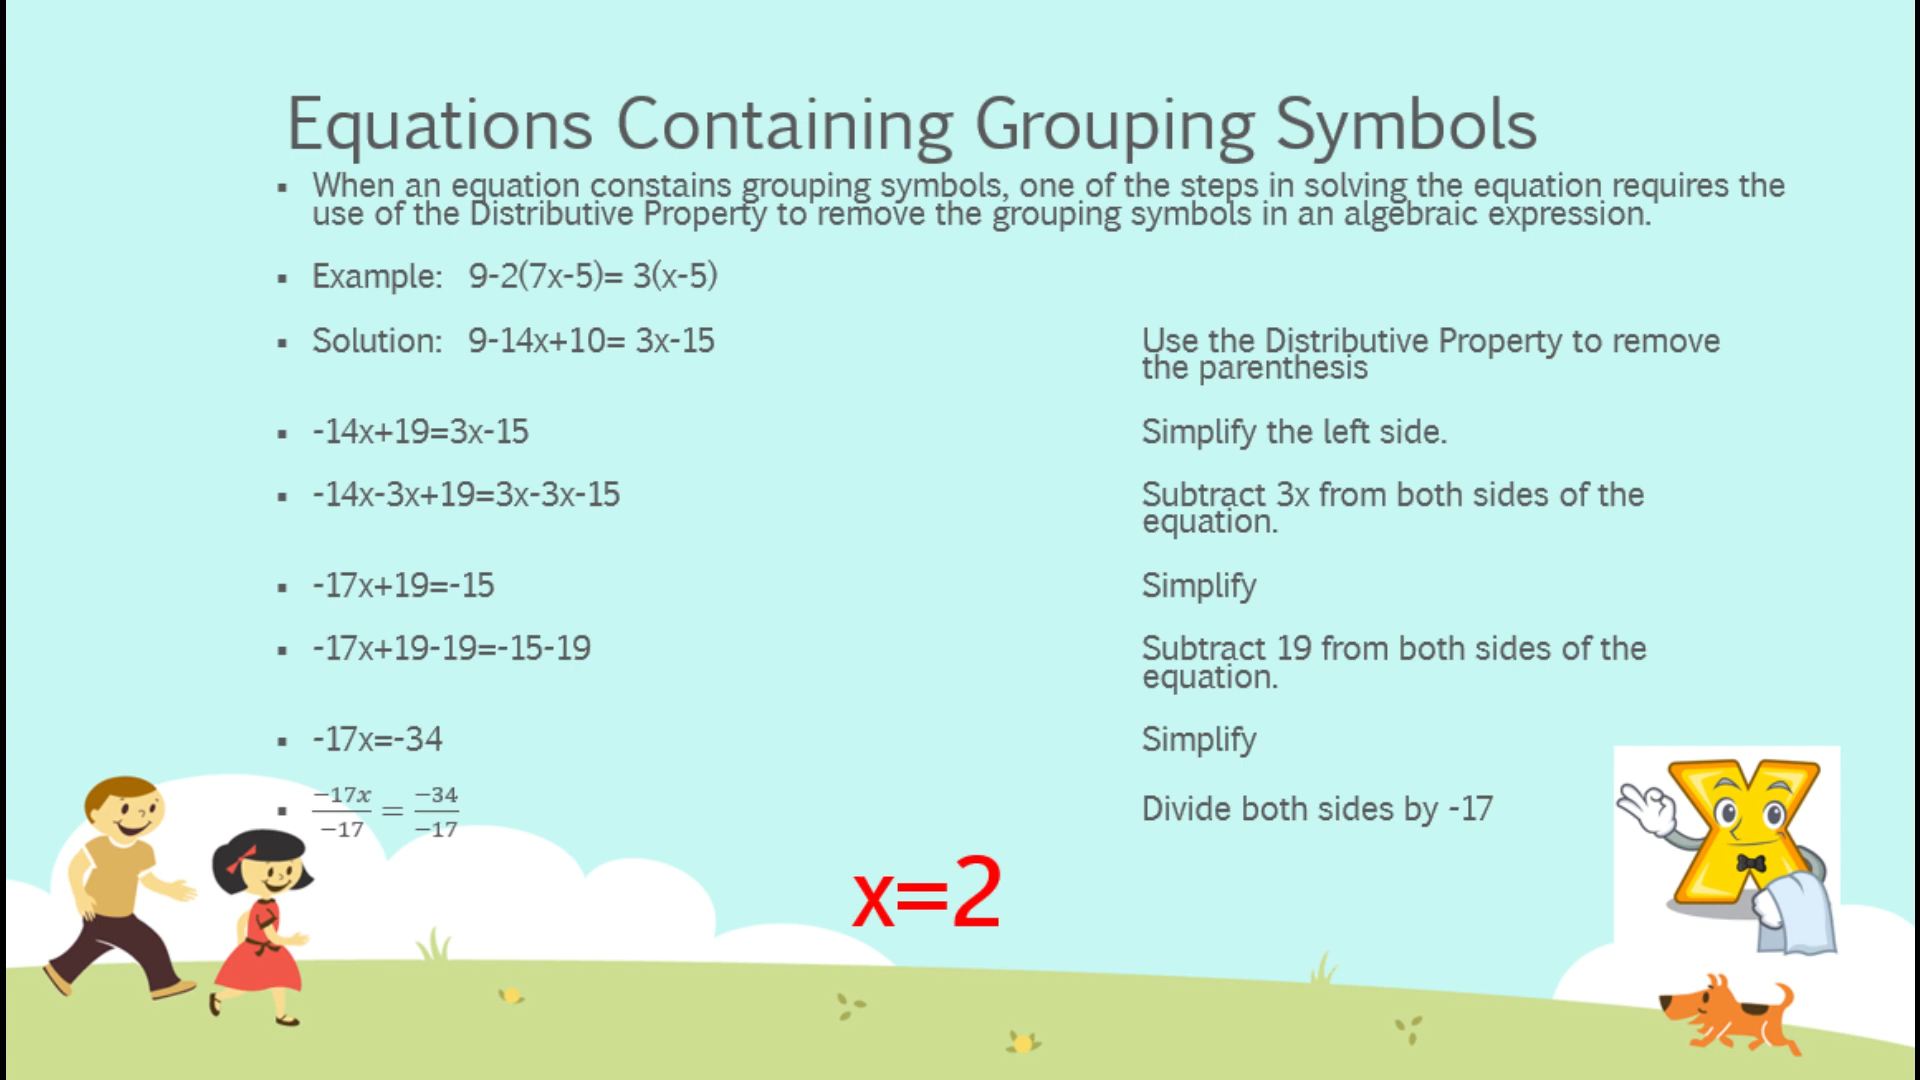 Equations Containing Grouping Symbols
▪ When an equation constains grouping symbols, one of the steps in solving the equation requires the
use of the Distributive Property to remove the grouping symbols in an algebraic expression.
▪ Example: 9-2(7x-5)= 3(x-5)
▪ Solution: 9-14x+10= 3x-15 Use the Distributive Property to remove
the parenthesis
▪ -14x+19=3x-15 Simplify the left side.
▪ -14x-3x+19=3x-3x-15 Subtract 3x from both sides of the
equation.
▪ -17x+19=-15 Simplify
▪ -17x+19-19=-15-19 Subtract 19 from both sides of the
equation.
▪ -17x=-34 Simplify
▪ −17x/−17 = −34/−17 Divide both sides by -17
x=2
X